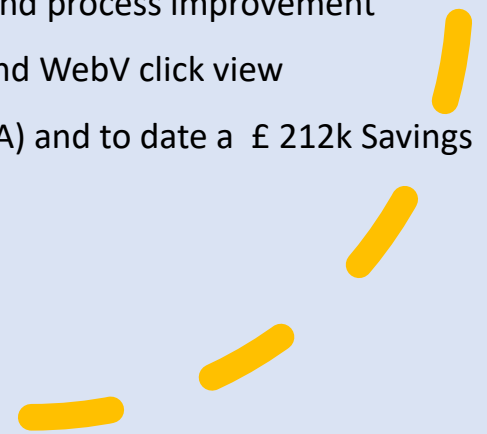 nd process improvement
nd WebV click view
A) and to date a  £ 212k Savings